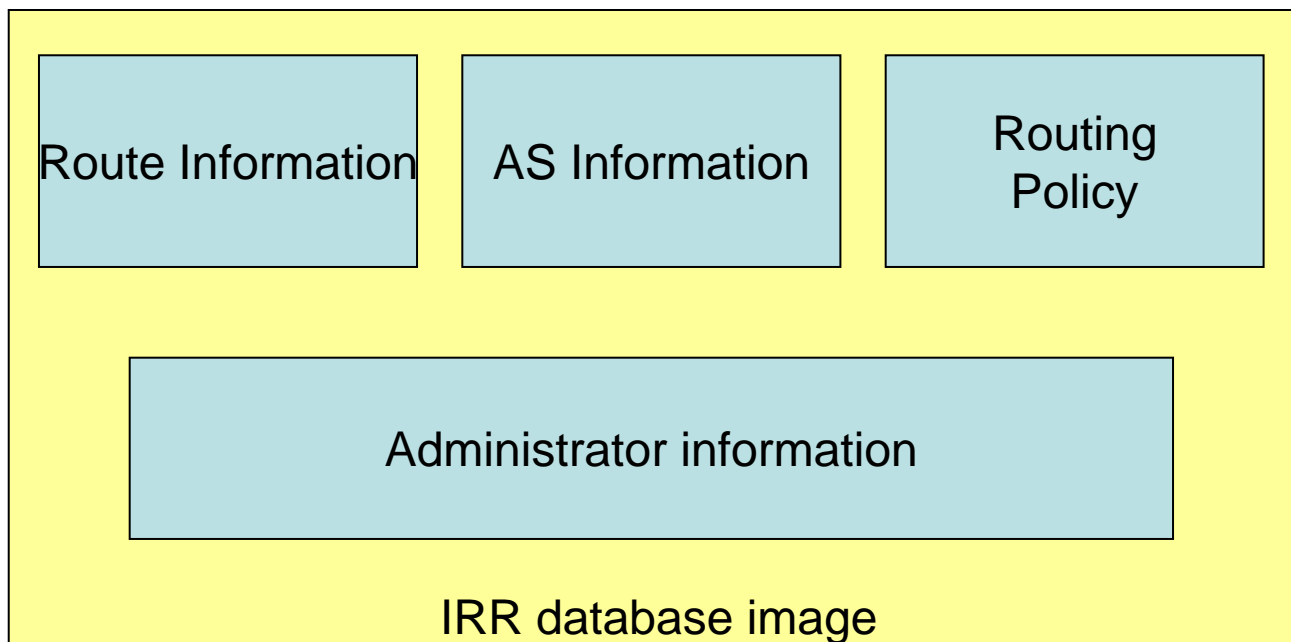 Route Information
AS Information
Routing
Policy
Administrator information
IRR database image